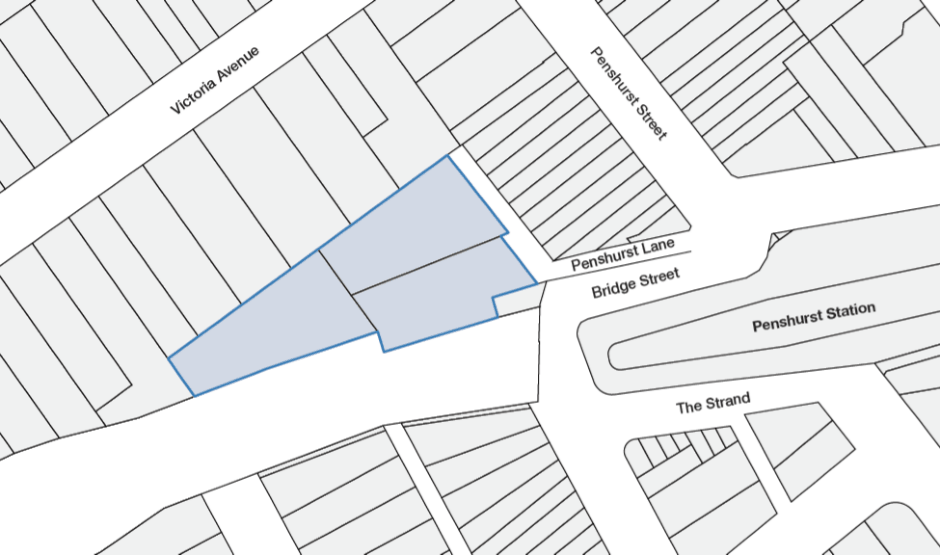 Victoria Avenue
Penshurst Street
Penshurst Lane
Bridge Street
Penshurst Station
The Strand